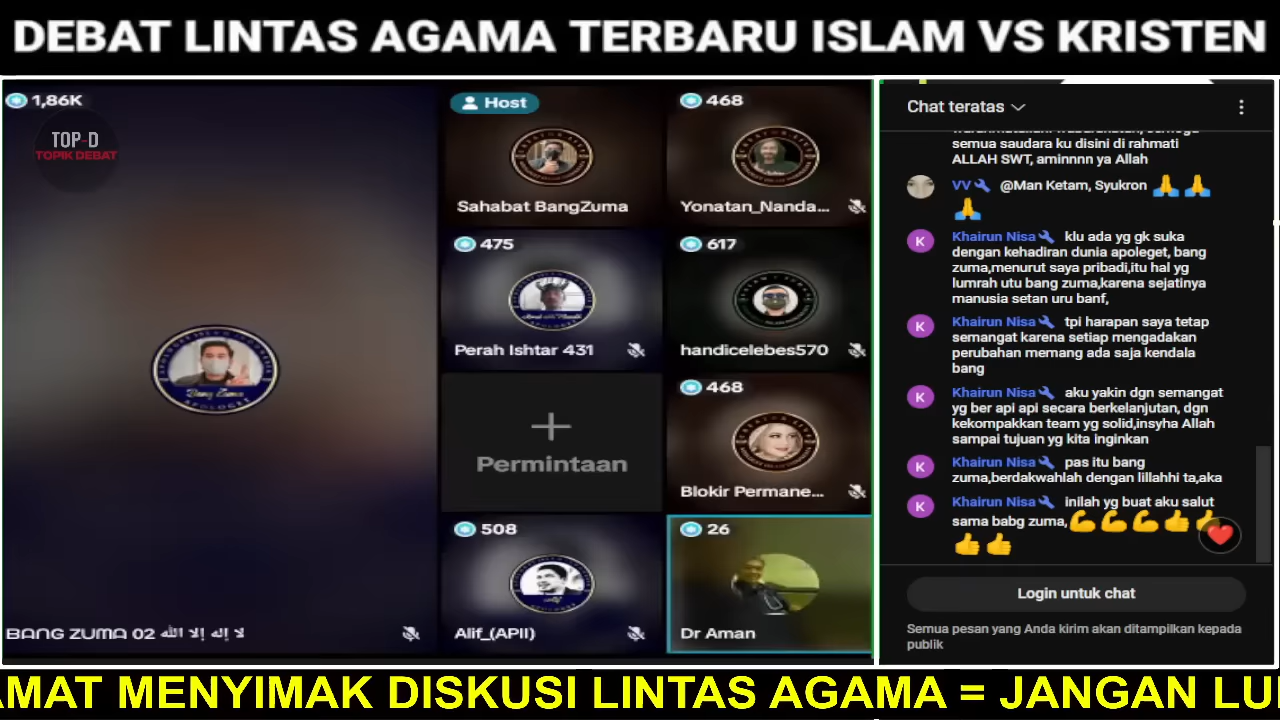 DEBAT LINTAS AGAMA TERBARU ISLAM VS KRISTEN
1,86K
TOP-D
TOPIK DEBAT
BANG ZUMA 02 لا إله إلا الله
Host
Sahabat BangZuma
468
Yonatan_Nanda...
475
Perah Ishtar 431
617
handicelebes570
Permintaan
468
Blokir Permane...
508
Alif_(APII)
26
Dr Aman
Chat teratas
semua saudara ku disini di rahmati
ALLAH SWT, aminnnn ya Allah
VV @Man Ketam, Syukron 🙏 🙏
🙏
K Khairun Nisa klu ada yg gk suka
dengan kehadiran dunia apoleget, bang
zuma,menurut saya pribadi,itu hal yg
lumrah utu bang zuma,karena sejatinya
manusia setan uru banf,
K Khairun Nisa tpi harapan saya tetap
semangat karena setiap mengadakan
perubahan memang ada saja kendala
bang
K Khairun Nisa aku yakin dgn semangat
yg ber api api secara berkelanjutan, dgn
kekompakkan team yg solid,insyha Allah
sampai tujuan yg kita inginkan
K Khairun Nisa pas itu bang
zuma,berdakwahlah dengan lillahhi ta,aka
K Khairun Nisa inilah yg buat aku salut
sama babg zuma,💪💪💪👍👍
👍👍
Login untuk chat
Semua pesan yang Anda kirim akan ditampilkan kepada
publik
AMAT MENYIMAK DISKUSI LINTAS AGAMA = JANGAN LU